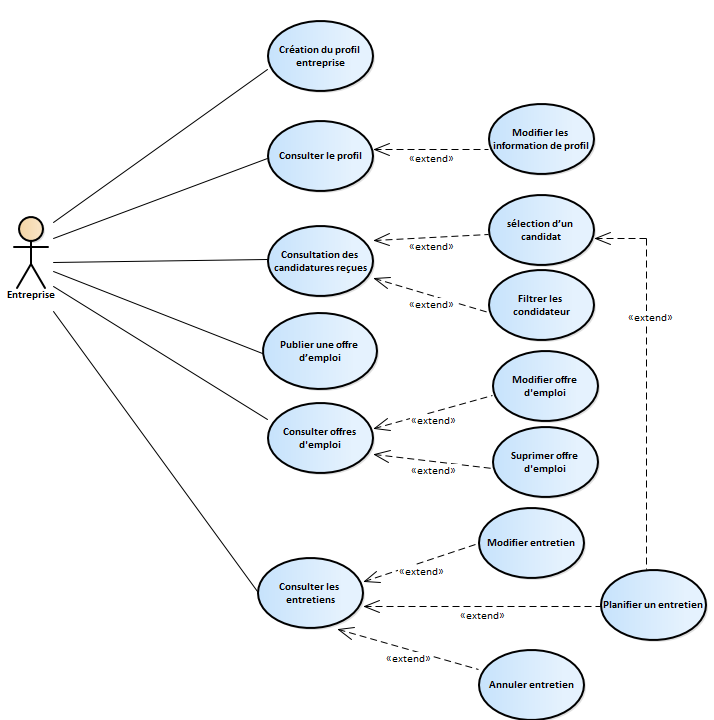 Création du profil
entreprise
Consulter le profil
«extend»
Modifier les
information de profil
Entreprise
Consultation des
candidatures reçues
«extend»
sélection d’un
candidat
«extend»
Filtrer les
condidateur
«extend»
Publier une offre
d’emploi
Consulter offres
d'emploi
«extend»
Modifier offre
d'emploi
«extend»
Suprimer offre
d'emploi
Consulter les
entretiens
«extend»
Modifier entretien
«extend»
Planifier un entretien
«extend»
Annuler entretien